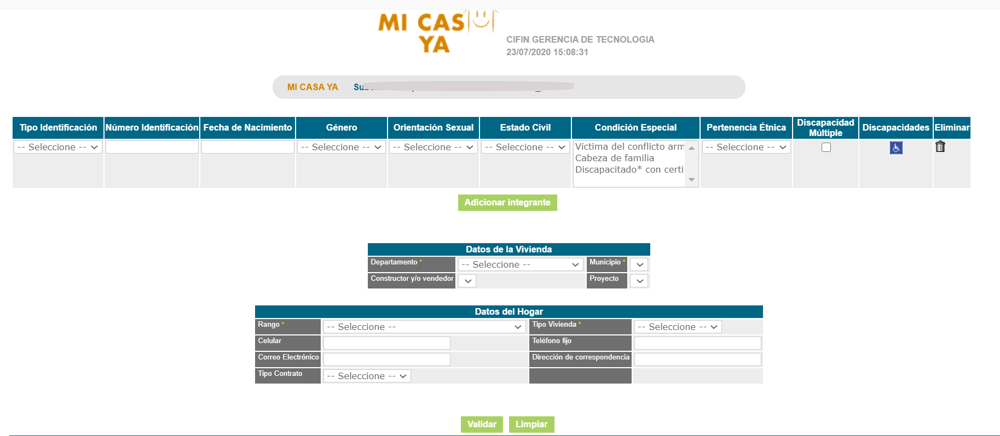 MI CASA
YA
CIFIN GERENCIA DE TECNOLOGIA
23/07/2020 15:08:31
MI CASA YA
Tipo Identificación Número Identificación Fecha de Nacimiento Género Orientación Sexual Estado Civil Condición Especial Pertenencia Étnica Discapacidad Múltiple Discapacidades Eliminar
-- Seleccione -- -- Seleccione -- -- Seleccione -- -- Seleccione -- Víctima del conflicto arm -- Seleccione --
Cabeza de familia
Discapacitado* con certi
Adicionar integrante
Datos de la Vivienda
Departamento * -- Seleccione -- Municipio *
Constructor y/o vendedor Proyecto
Datos del Hogar
Rango * -- Seleccione -- Tipo Vivienda * -- Seleccione --
Celular Teléfono fijo
Correo Electrónico Dirección de correspondencia
Tipo Contrato -- Seleccione --
Validar Limpiar